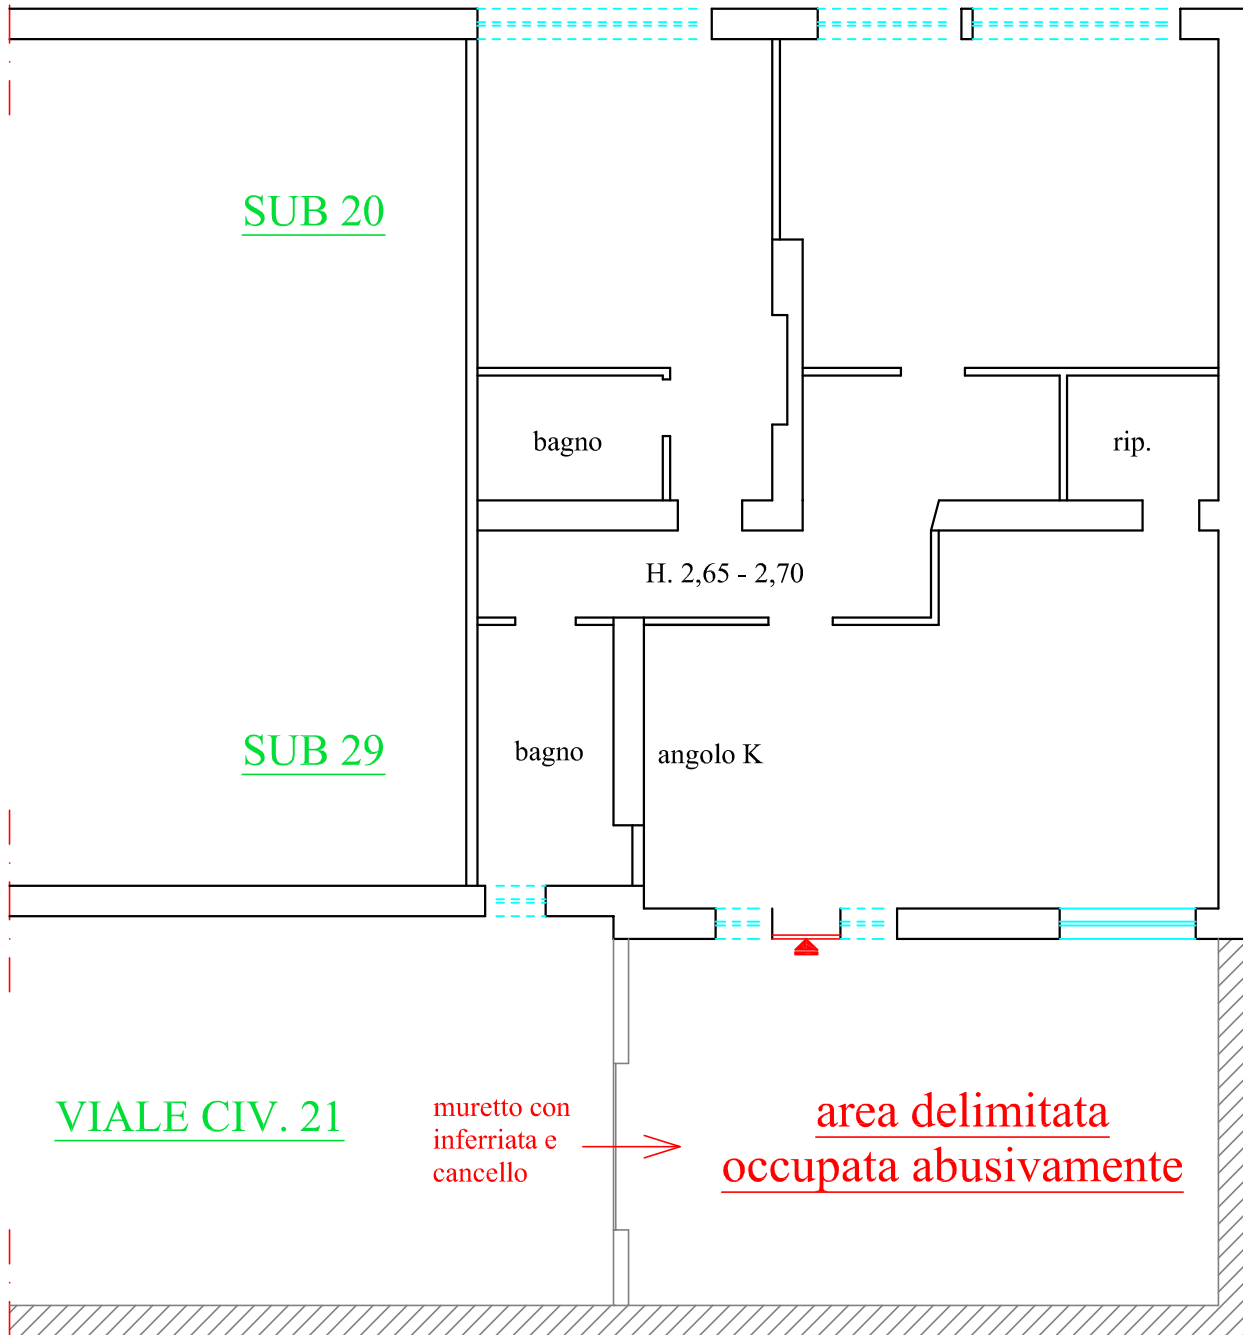 SUB 20
bagno
rip.
H. 2,65 - 2,70
SUB 29
bagno
angolo K
VIALE CIV. 21
muretto con
inferriata e
cancello
area delimitata
occupata abusivamente